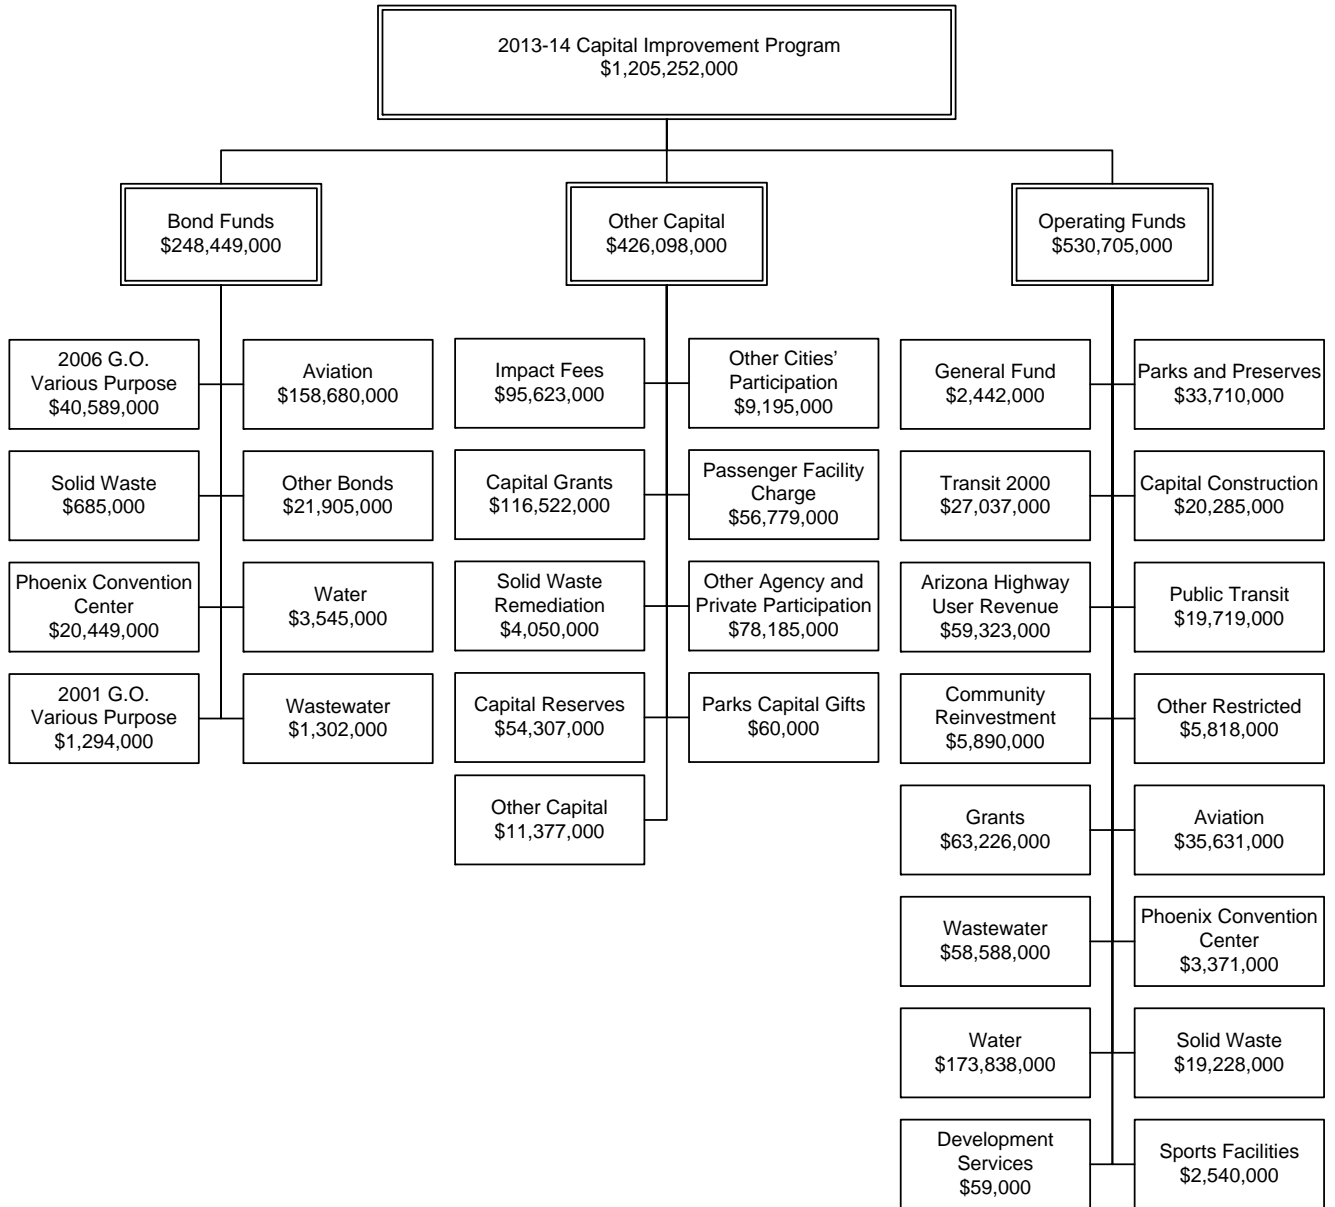 2013-14 Capital Improvement Program
$1,205,252,000
Bond Funds
$248,449,000
Other Capital
$426,098,000
Operating Funds
$530,705,000
2006 G.O.
Various Purpose
$40,589,000
Aviation
$158,680,000
Solid Waste
$685,000
Other Bonds
$21,905,000
Phoenix Convention
Center
$20,449,000
Water
$3,545,000
2001 G.O.
Various Purpose
$1,294,000
Wastewater
$1,302,000
Impact Fees
$95,623,000
Other Cities'
Participation
$9,195,000
Capital Grants
$116,522,000
Passenger Facility
Charge
$56,779,000
Solid Waste
Remediation
$4,050,000
Other Agency and
Private Participation
$78,185,000
Capital Reserves
$54,307,000
Parks Capital Gifts
$60,000
Other Capital
$11,377,000
General Fund
$2,442,000
Parks and Preserves
$33,710,000
Transit 2000
$27,037,000
Capital Construction
$20,285,000
Arizona Highway
User Revenue
$59,323,000
Public Transit
$19,719,000
Community
Reinvestment
$5,890,000
Other Restricted
$5,818,000
Grants
$63,226,000
Aviation
$35,631,000
Wastewater
$58,588,000
Phoenix Convention
Center
$3,371,000
Water
$173,838,000
Solid Waste
$19,228,000
Development
Services
$59,000
Sports Facilities
$2,540,000